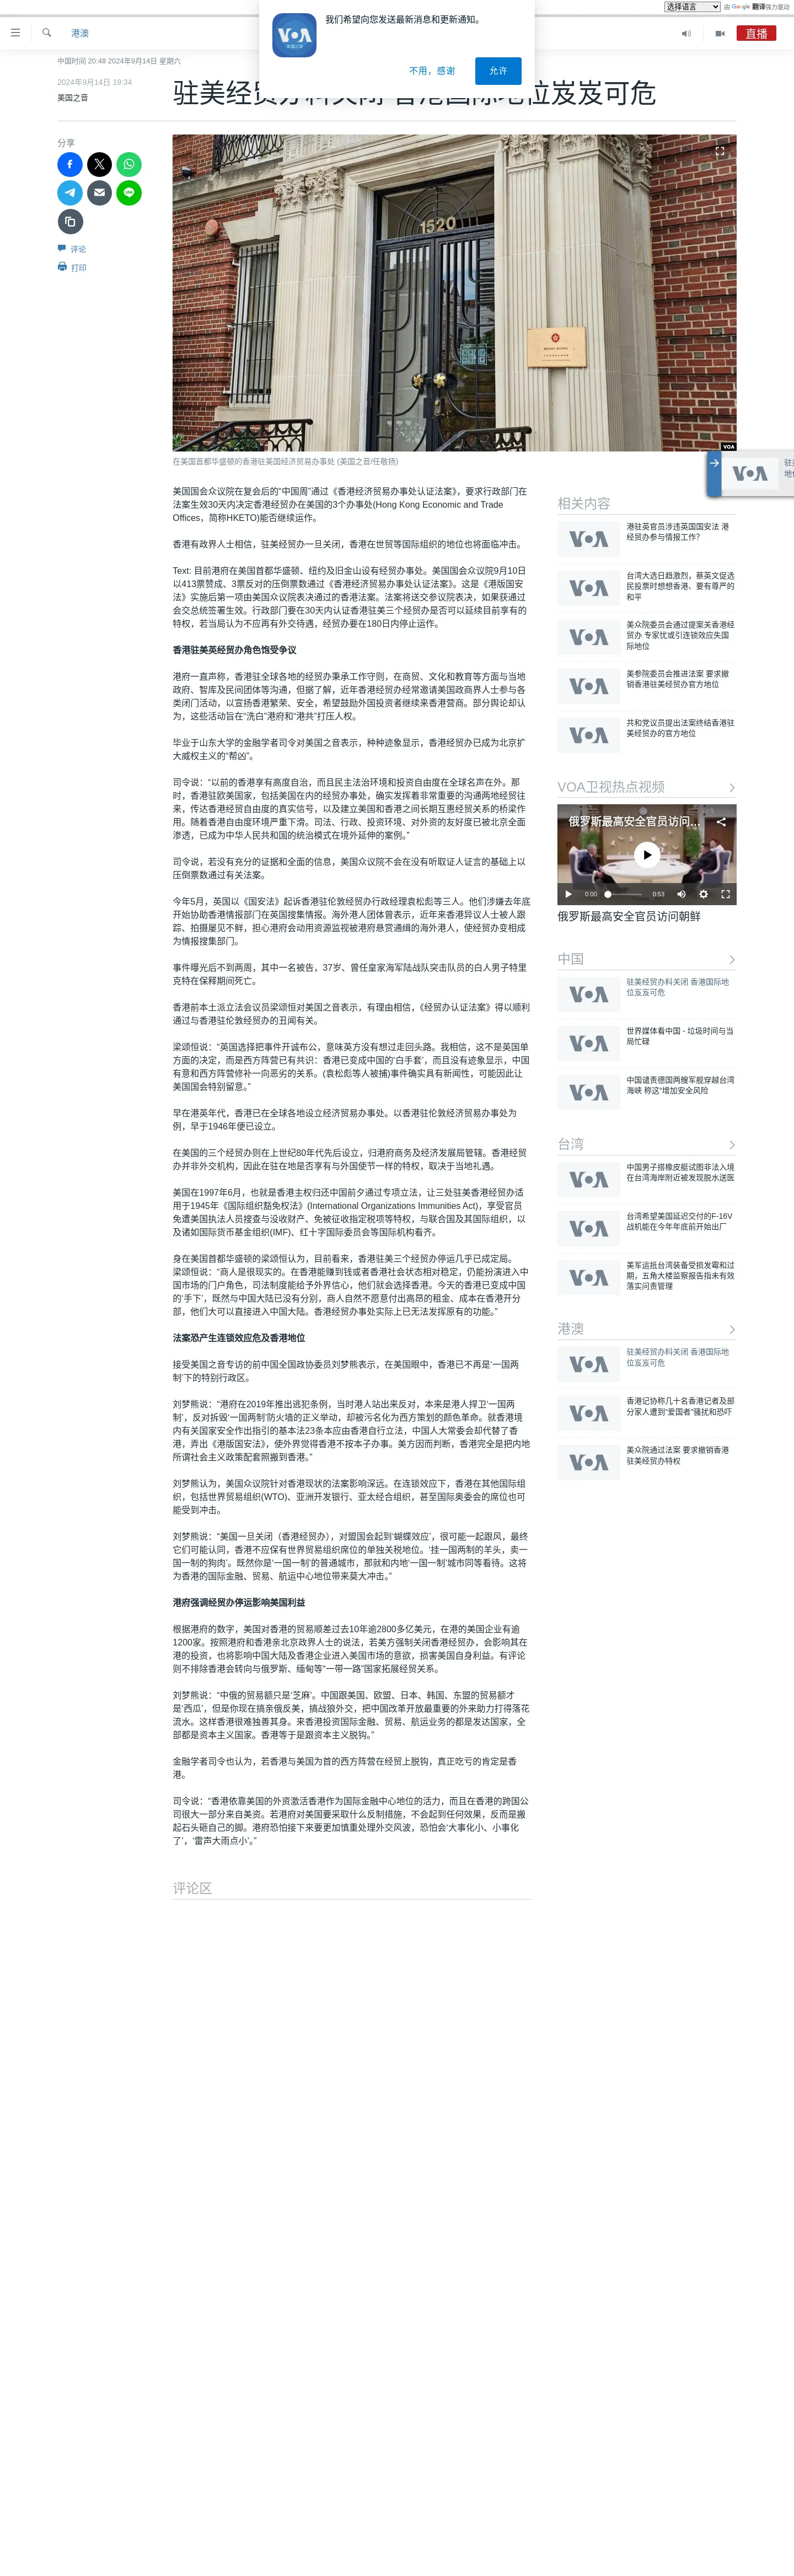 选择语言 由 Google 翻译强力驱动
我们希望向您发送最新消息和更新通知。
不用，感谢 允许
港澳
直播
中国时间 20:48 2024年9月14日 星期六
驻美经贸办料关闭 香港国际地位岌岌可危
2024年9月14日 19:34
美国之音
分享
评论
打印
1520
HONG KONG
VOA
在美国首都华盛顿的香港驻美国经济贸易办事处 (美国之音/任敬扬)
美国国会众议院在复会后的“中国周”通过《香港经济贸易办事处认证法案》，要求行政部门在
法案生效30天内决定香港经贸办在美国的3个办事处(Hong Kong Economic and Trade
Offices，简称HKETO)能否继续运作。
香港有政界人士相信，驻美经贸办一旦关闭，香港在世贸等国际组织的地位也将面临冲击。
Text: 目前港府在美国首都华盛顿、纽约及旧金山设有经贸办事处。美国国会众议院9月10日
以413票赞成、3票反对的压倒票数通过《香港经济贸易办事处认证法案》。这是《港版国安
法》实施后第一项由美国众议院表决通过的香港法案。法案将送交参议院表决，如果获通过
会交总统签署生效。行政部门要在30天内认证香港驻美三个经贸办是否可以延续目前享有的
特权，若当局认为不应再有外交待遇，经贸办要在180日内停止运作。
香港驻美英经贸办角色饱受争议
港府一直声称，香港驻全球各地的经贸办秉承工作守则，在商贸、文化和教育等方面与当地
政府、智库及民间团体等沟通，但据了解，近年香港经贸办经常邀请美国政商界人士参与各
类闭门活动，以宣扬香港繁荣、安全，希望鼓励外国投资者继续来香港营商。部分舆论却认
为，这些活动旨在“洗白”港府和“港共”打压人权。
毕业于山东大学的金融学者司令对美国之音表示，种种迹象显示，香港经贸办已成为北京扩
大威权主义的“帮凶”。
司令说：“以前的香港享有高度自治，而且民主法治环境和投资自由度在全球名声在外。那
时，香港驻欧美国家，包括美国在内的经贸办事处，确实发挥着非常重要的沟通两地经贸往
来，传达香港经贸自由度的真实信号，以及建立美国和香港之间长期互惠经贸关系的桥梁作
用。随着香港自由度环境严重下滑。司法、行政、投资环境、对外资的友好度已被北京全面
渗透，已成为中华人民共和国的统治模式在境外延伸的案例。”
司令说，若没有充分的证据和全面的信息，美国众议院不会在没有听取证人证言的基础上以
压倒票数通过有关法案。
今年5月，英国以《国安法》起诉香港驻伦敦经贸办行政经理袁松彪等三人。他们涉嫌去年底
开始协助香港情报部门在英国搜集情报。海外港人团体曾表示，近年来香港异议人士被人跟
踪、拍摄屡见不鲜，担心港府会动用资源监视被港府悬赏通缉的海外港人，使经贸办变相成
为情报搜集部门。
事件曝光后不到两周，其中一名被告，37岁、曾任皇家海军陆战队突击队员的白人男子特里
克特在保释期间死亡。
香港前本土派立法会议员梁颂恒对美国之音表示，有理由相信，《经贸办认证法案》得以顺利
通过与香港驻伦敦经贸办的丑闻有关。
梁颂恒说：“英国选择把事件开诚布公，意味英方没有想过走回头路。我相信，这不是英国单
方面的决定，而是西方阵营已有共识：香港已变成中国的‘白手套’，而且没有迹象显示，中国
有意和西方阵营修补一向恶劣的关系。(袁松彪等人被捕)事件确实具有新闻性，可能因此让
美国国会特别留意。”
早在港英年代，香港已在全球各地设立经济贸易办事处。以香港驻伦敦经济贸易办事处为
例，早于1946年便已设立。
在美国的三个经贸办则在上世纪80年代先后设立，归港府商务及经济发展局管辖。香港经贸
办并非外交机构，因此在驻在地是否享有与外国使节一样的特权，取决于当地礼遇。
美国在1997年6月，也就是香港主权归还中国前夕通过专项立法，让三处驻美香港经贸办适
用于1945年《国际组织豁免法》(International Organizations Immunities Act)，享受官员
免遭美国执法人员搜查与没收财产、免被征收指定税项等特权，与联合国及其国际组织，以
及诸如国际货币基金组织(IMF)、红十字国际委员会等国际机构看齐。
身在美国首都华盛顿的梁颂恒认为，目前看来，香港驻美三个经贸办停运几乎已成定局。
梁颂恒说：“商人是很现实的。在香港能赚到钱或者香港社会状态相对稳定，仍能扮演进入中
国市场的门户角色，司法制度能给予外界信心，他们就会选择香港。今天的香港已变成中国
的‘手下’，既然与中国大陆已没有分别，商人自然不愿意付出高昂的租金、成本在香港开分
部，他们大可以直接进入中国大陆。香港经贸办事处实际上已无法发挥原有的功能。”
法案恐产生连锁效应危及香港地位
接受美国之音专访的前中国全国政协委员刘梦熊表示，在美国眼中，香港已不再是‘一国两
制’下的特别行政区。
刘梦熊说：“港府在2019年推出逃犯条例，当时港人站出来反对，本来是港人捍卫‘一国两
制’，反对拆毁‘一国两制’防火墙的正义举动，却被污名化为西方策划的颜色革命。就香港境
内有关国家安全作出指引的基本法23条本应由香港自行立法，中国人大常委会却代替了香
港，弄出《港版国安法》，使外界觉得香港不按本子办事。美方因而判断，香港完全是把内地
所谓社会主义政策配套照搬到香港。”
刘梦熊认为，美国众议院针对香港现状的法案影响深远。在连锁效应下，香港在其他国际组
织，包括世界贸易组织(WTO)、亚洲开发银行、亚太经合组织，甚至国际奥委会的席位也可
能受到冲击。
刘梦熊说：“美国一旦关闭（香港经贸办），对盟国会起到‘蝴蝶效应’，很可能一起跟风，最终
它们可能认同，香港不应保有世界贸易组织席位的单独关税地位。‘挂一国两制的羊头，卖一
国一制的狗肉’。既然你是‘一国一制’的普通城市，那就和内地‘一国一制’城市同等看待。这将
为香港的国际金融、贸易、航运中心地位带来莫大冲击。”
港府强调经贸办停运影响美国利益
根据港府的数字，美国对香港的贸易顺差过去10年逾2800多亿美元，在港的美国企业有逾
1200家。按照港府和香港亲北京政界人士的说法，若美方强制关闭香港经贸办，会影响其在
港的投资，也将影响中国大陆及香港企业进入美国市场的意欲，损害美国自身利益。有评论
则不排除香港会转向与俄罗斯、缅甸等“一带一路”国家拓展经贸关系。
刘梦熊说：“中俄的贸易额只是‘芝麻’。中国跟美国、欧盟、日本、韩国、东盟的贸易额才
是‘西瓜’，但是你现在搞亲俄反美，搞战狼外交，把中国改革开放最重要的外来助力打得落花
流水。这样香港很难独善其身。来香港投资国际金融、贸易、航运业务的都是发达国家，全
部都是资本主义国家。香港等于是跟资本主义脱钩。”
金融学者司令也认为，若香港与美国为首的西方阵营在经贸上脱钩，真正吃亏的肯定是香
港。
司令说：“香港依靠美国的外资激活香港作为国际金融中心地位的活力，而且在香港的跨国公
司很大一部分来自美资。若港府对美国要采取什么反制措施，不会起到任何效果，反而是搬
起石头砸自己的脚。港府恐怕接下来要更加慎重处理外交风波，恐怕会‘大事化小、小事化
了’，‘雷声大雨点小’。”
评论区
相关内容
港驻英官员涉违英国国安法 港
经贸办参与情报工作？
台湾大选日趋激烈，蔡英文促选
民投票时想想香港、要有尊严的
和平
美众院委员会通过提案关香港经
贸办 专家忧或引连锁效应失国
际地位
美参院委员会推进法案 要求撤
销香港驻美经贸办官方地位
共和党议员提出法案终结香港驻
美经贸办的官方地位
VOA卫视热点视频
俄罗斯最高安全官员访问...
0:00 0:53
俄罗斯最高安全官员访问朝鲜
中国
驻美经贸办料关闭 香港国际地
位岌岌可危
世界媒体看中国 - 垃圾时间与当
局忙碌
中国谴责德国两艘军舰穿越台湾
海峡 称这“增加安全风险
台湾
中国男子搭橡皮艇试图非法入境
在台湾海岸附近被发现脱水送医
台湾希望美国延迟交付的F-16V
战机能在今年年底前开始出厂
美军运抵台湾装备受损发霉和过
期，五角大楼监察报告指未有效
落实问责管理
港澳
驻美经贸办料关闭 香港国际地
位岌岌可危
香港记协称几十名香港记者及部
分家人遭到“爱国者”骚扰和恐吓
美众院通过法案 要求撤销香港
驻美经贸办特权